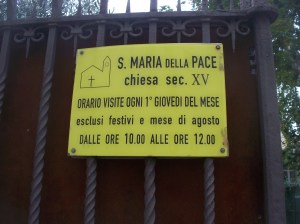 S. MARIA DELLA PACE
chiesa sec. XV
ORARIO VISITE OGNI 1° GIOVEDI DEL MESE
esclusi festivi e mese di agosto
DALLE ORE 10.00 ALLE ORE 12.00